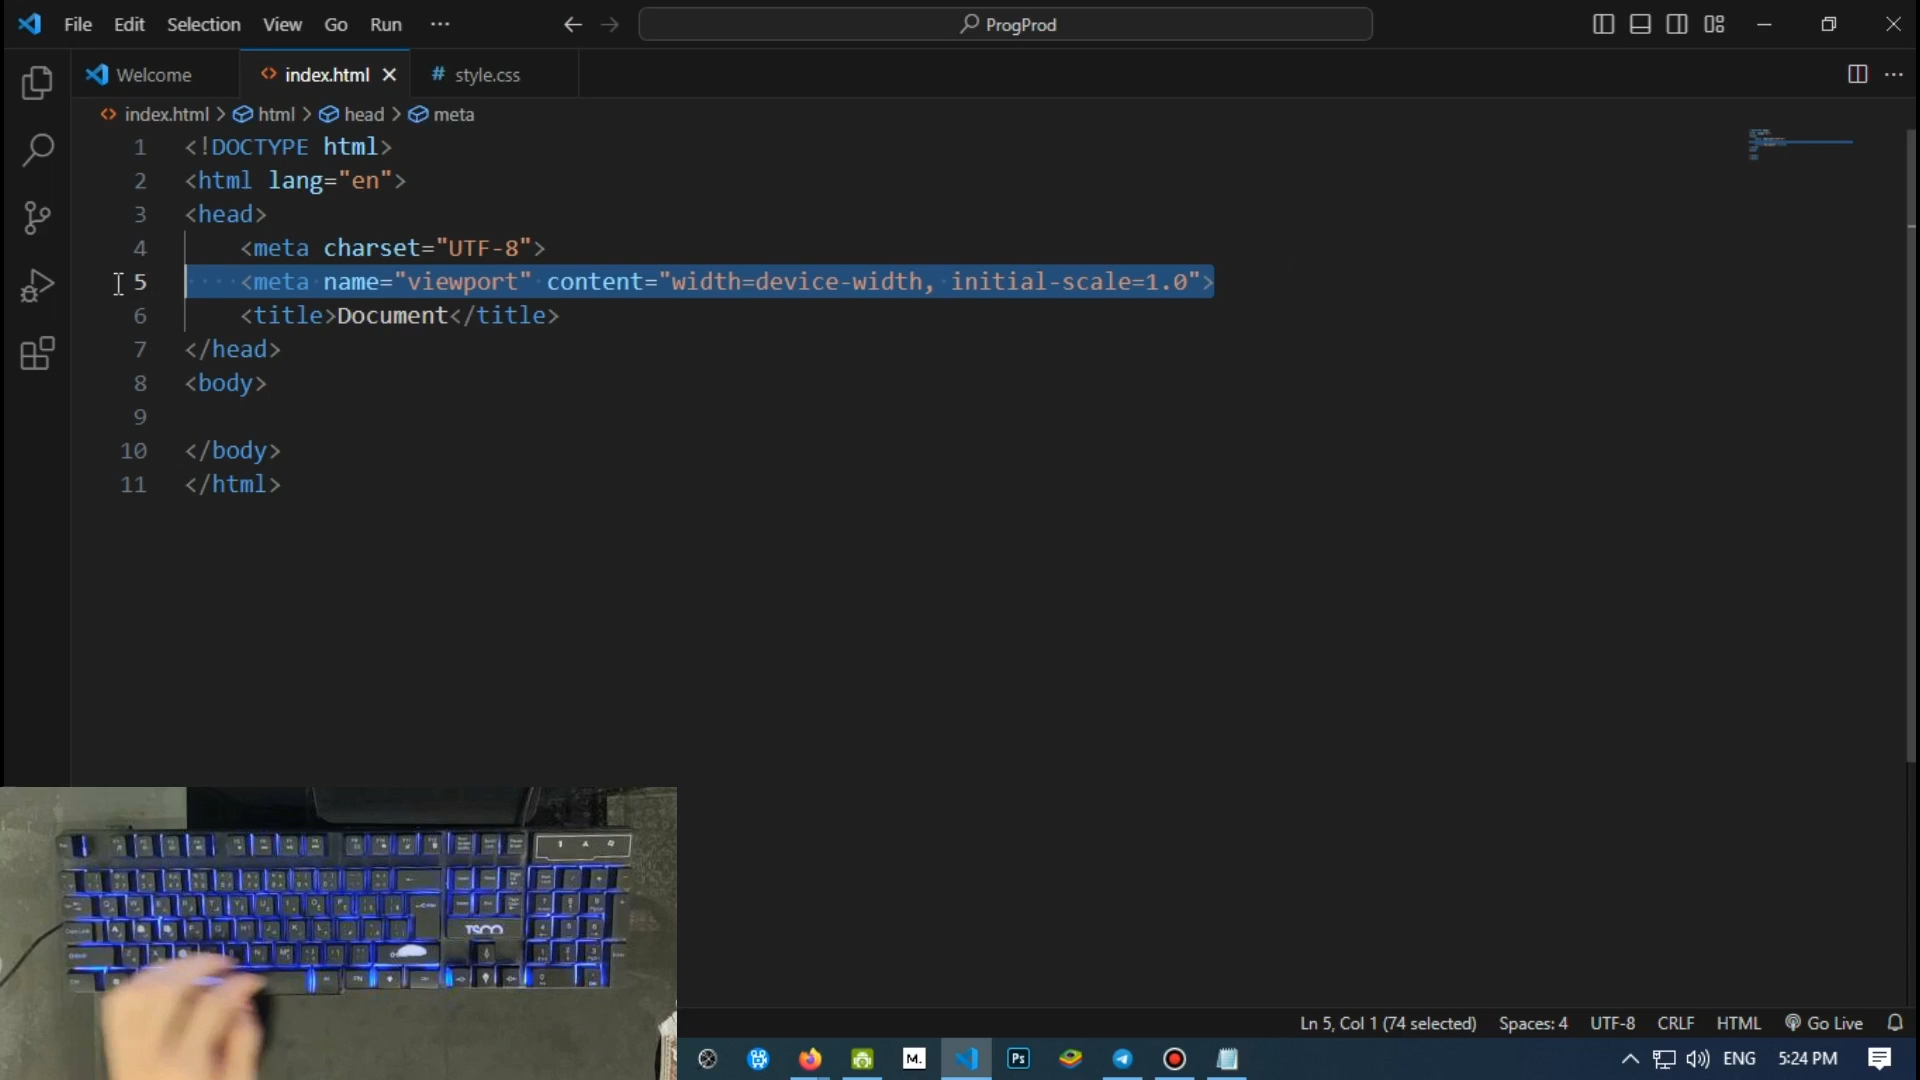 File Edit Selection View Go Run ···
ProgProd
Welcome
index.html
# style.css
index.html > html > head > meta
1 <!DOCTYPE html>
2 <html lang="en">
3 <head>
4 <meta charset="UTF-8">
5 <meta name="viewport" content="width=device-width, initial-scale=1.0">
6 <title>Document</title>
7 </head>
8 <body>
9
10 </body>
11 </html>
TSCO
Ln 5, Col 1 (74 selected) Spaces: 4 UTF-8 CRLF HTML Go Live
M. Ps ENG 5:24 PM